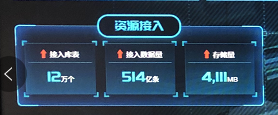 资源接入
接入库表
12万个
接入数据量
514亿条
存储量
4,111MB